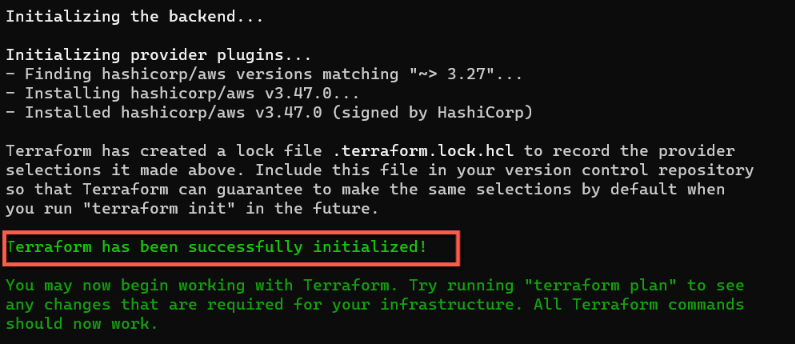 Initializing the backend...
Initializing provider plugins...
- Finding hashicorp/aws versions matching "~> 3.27"...
- Installing hashicorp/aws v3.47.0...
- Installed hashicorp/aws v3.47.0 (signed by HashiCorp)
Terraform has created a lock file .terraform.lock.hcl to record the provider
selections it made above. Include this file in your version control repository
so that Terraform can guarantee to make the same selections by default when
you run "terraform init" in the future.
Terraform has been successfully initialized!
You may now begin working with Terraform. Try running "terraform plan" to see
any changes that are required for your infrastructure. All Terraform commands
should now work.